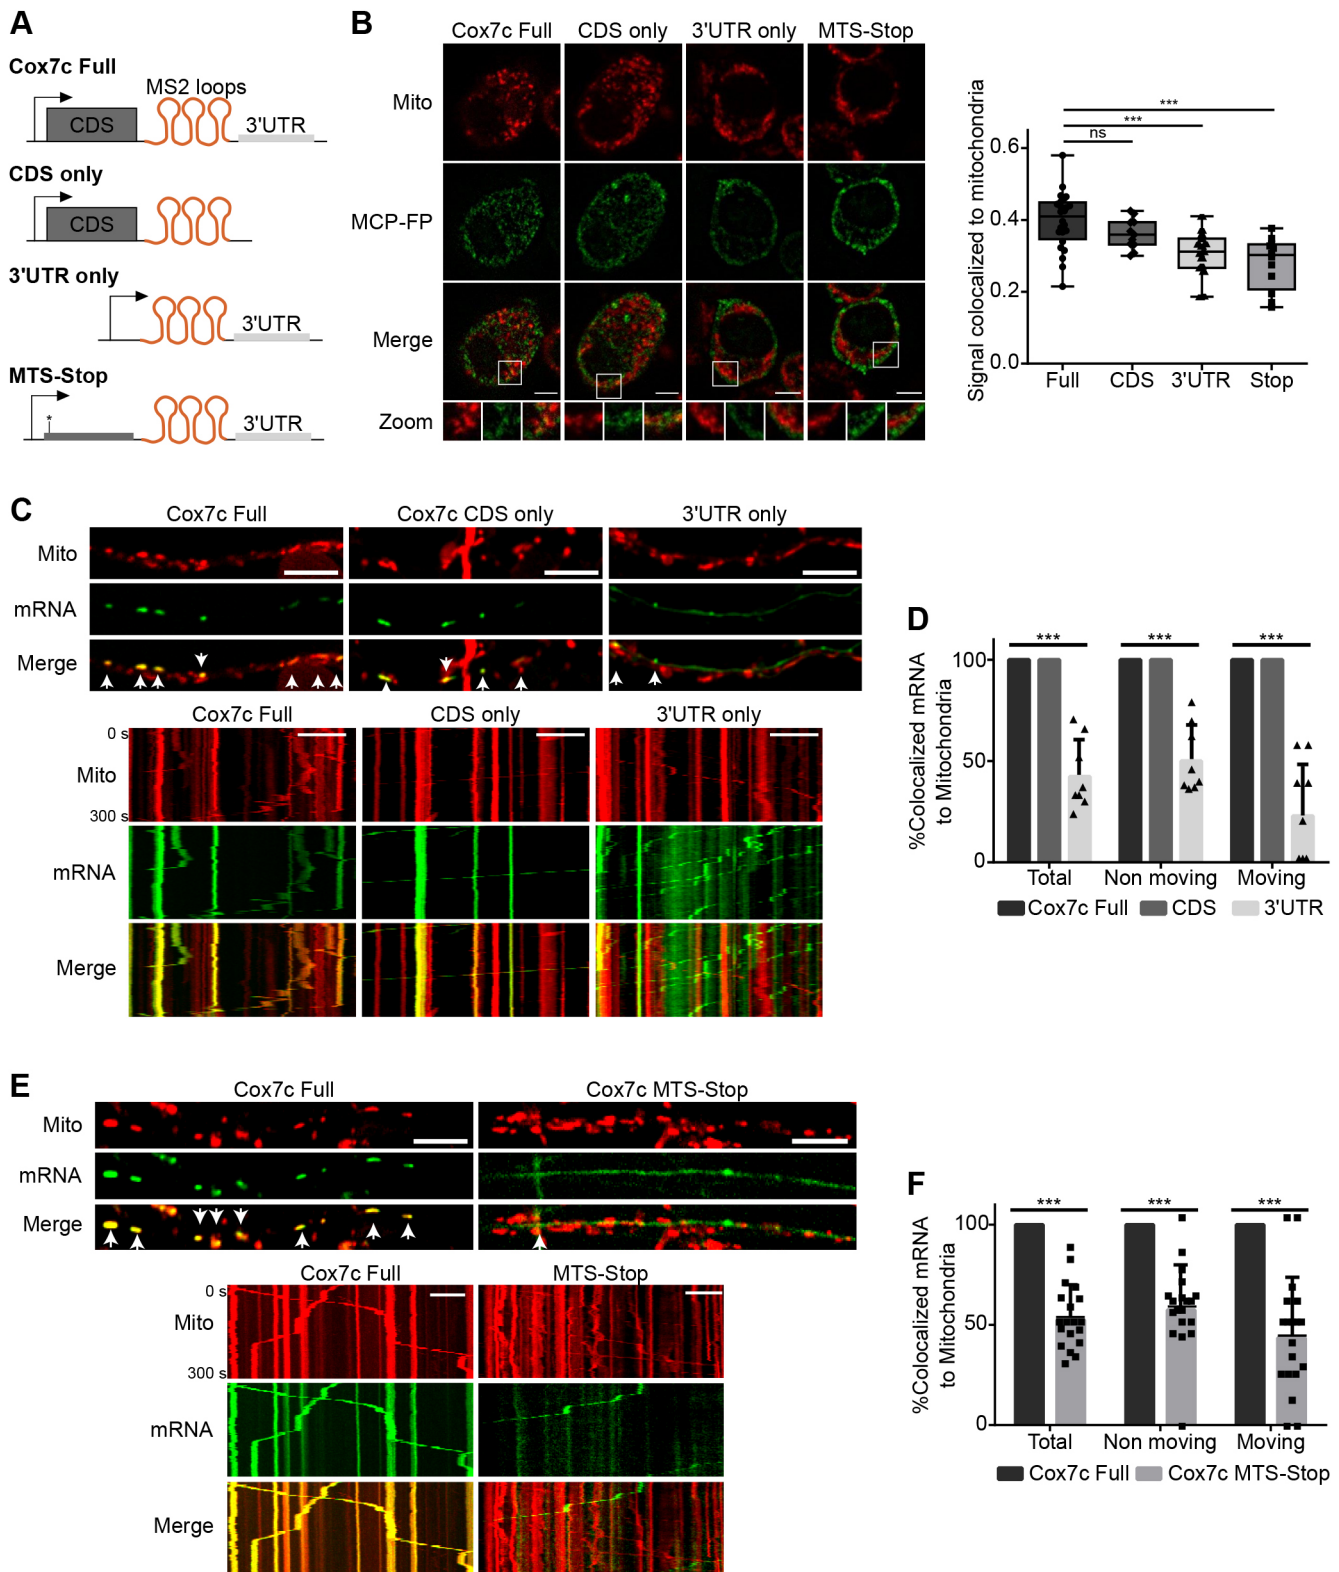 A
Cox7c Full
MS2 loops
CDS
3'UTR
CDS only
CDS
3'UTR only
3'UTR
MTS-Stop
*
3'UTR
B
Cox7c Full CDS only 3'UTR only MTS-Stop
Mito
MCP-FP
Merge
Zoom
Signal colocalized to mitochondria
***
***
ns
0.6
0.4
0.2
0.0
Full CDS 3'UTR Stop
C
Cox7c Full Cox7c CDS only 3'UTR only
Mito
mRNA
Merge
Cox7c Full CDS only 3'UTR only
0 s
Mito
300 s
mRNA
Merge
D
%Colocalized mRNA
to Mitochondria
*** *** ***
100
50
0
Total Non moving Moving
Cox7c Full CDS 3'UTR
E
Cox7c Full Cox7c MTS-Stop
Mito
mRNA
Merge
Cox7c Full MTS-Stop
0 s
Mito
300 s
mRNA
Merge
F
%Colocalized mRNA
to Mitochondria
*** *** ***
100
50
0
Total Non moving Moving
Cox7c Full Cox7c MTS-Stop